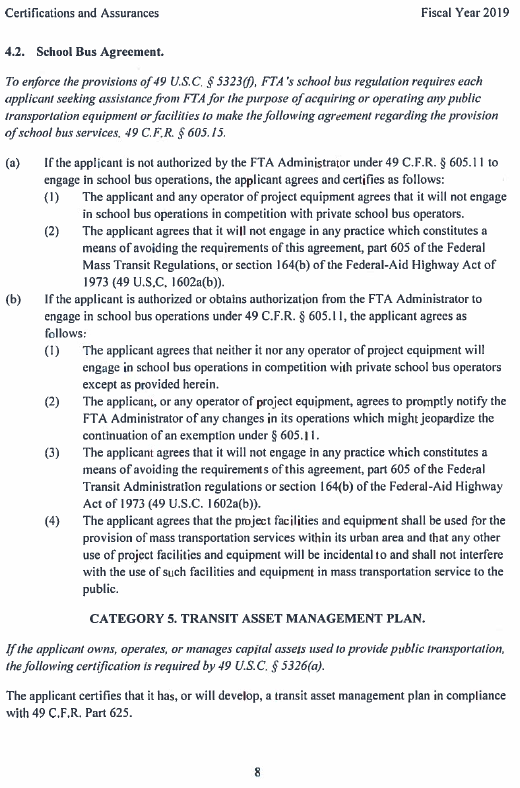 Certifications and Assurances Fiscal Year 2019
4.2. School Bus Agreement.
To enforce the provisions of 49 U.S.C. § 5323(f), FTA's school bus regulation requires each
applicant seeking assistance from FTA for the purpose of acquiring or operating any public
transportation equipment or facilities to make the following agreement regarding the provision
of school bus services. 49 C.F.R. § 605.15.
(a) If the applicant is not authorized by the FTA Administrator under 49 C.F.R. § 605.11 to
engage in school bus operations, the applicant agrees and certifies as follows:
(1) The applicant and any operator of project equipment agrees that it will not engage
in school bus operations in competition with private school bus operators.
(2) The applicant agrees that it will not engage in any practice which constitutes a
means of avoiding the requirements of this agreement, part 605 of the Federal
Mass Transit Regulations, or section 164(b) of the Federal-Aid Highway Act of
1973 (49 U.S.C. 1602a(b)).
(b) If the applicant is authorized or obtains authorization from the FTA Administrator to
engage in school bus operations under 49 C.F.R. § 605.11, the applicant agrees as
follows:
(1) The applicant agrees that neither it nor any operator of project equipment will
engage in school bus operations in competition with private school bus operators
except as provided herein.
(2) The applicant, or any operator of project equipment, agrees to promptly notify the
FTA Administrator of any changes in its operations which might jeopardize the
continuation of an exemption under § 605.11.
(3) The applicant agrees that it will not engage in any practice which constitutes a
means of avoiding the requirements of this agreement, part 605 of the Federal
Transit Administration regulations or section 164(b) of the Federal-Aid Highway
Act of 1973 (49 U.S.C. 1602a(b)).
(4) The applicant agrees that the project facilities and equipment shall be used for the
provision of mass transportation services within its urban area and that any other
use of project facilities and equipment will be incidental to and shall not interfere
with the use of such facilities and equipment in mass transportation service to the
public.
CATEGORY 5. TRANSIT ASSET MANAGEMENT PLAN.
If the applicant owns, operates, or manages capital assets used to provide public transportation,
the following certification is required by 49 U.S.C. § 5326(a).
The applicant certifies that it has, or will develop, a transit asset management plan in compliance
with 49 C.F.R. Part 625.
8